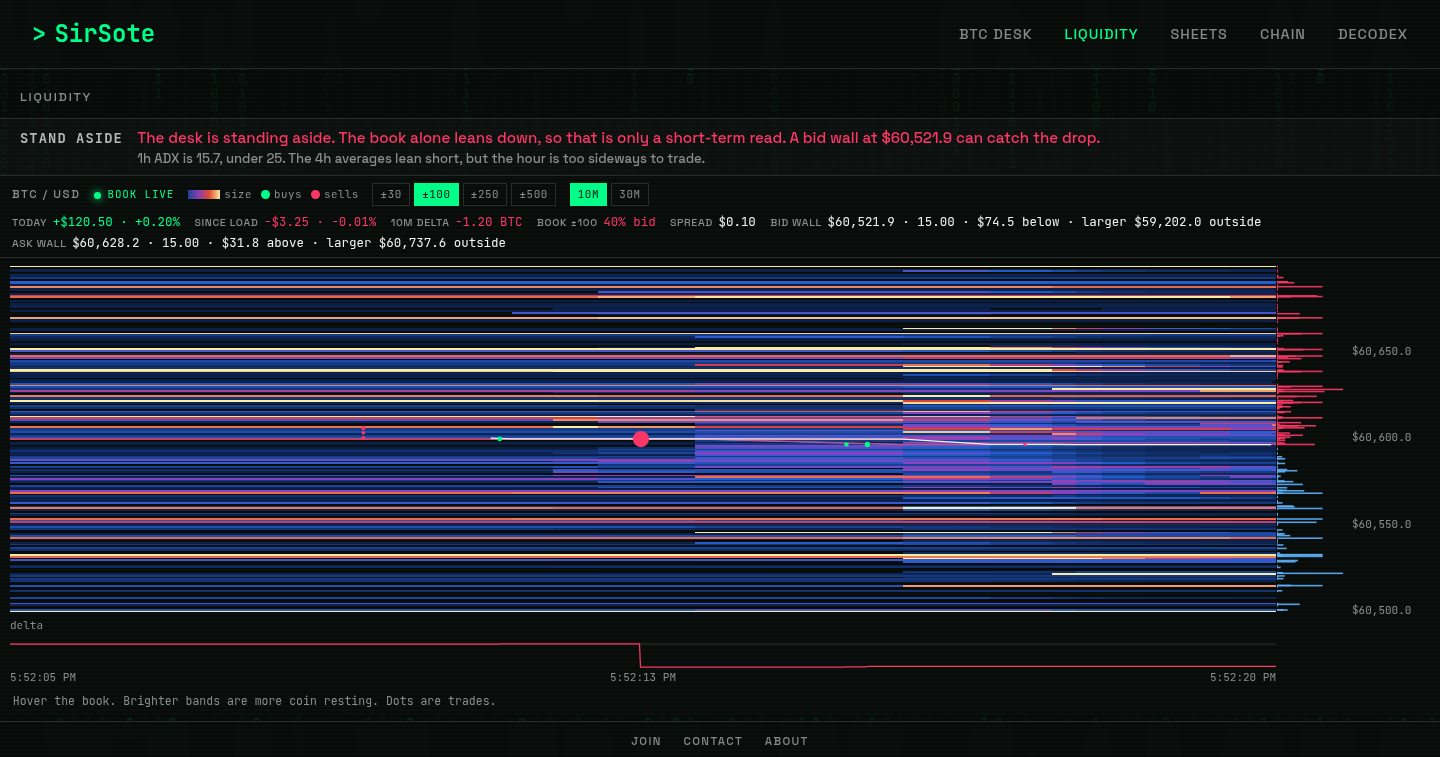 > SirSote
BTC DESK LIQUIDITY SHEETS CHAIN DECODEX
LIQUIDITY
STAND ASIDE The desk is standing aside. The book alone leans down, so that is only a short-term read. A bid wall at $60,521.9 can catch the drop.
1h ADX is 15.7, under 25. The 4h averages lean short, but the hour is too sideways to trade.
BTC / USD BOOK LIVE size buys sells ±30 ±100 ±250 ±500 10M 30M
TODAY +$120.50 · +0.20% SINCE LOAD -$3.25 · -0.01% 10M DELTA -1.20 BTC BOOK ±100 40% bid SPREAD $0.10 BID WALL $60,521.9 · 15.00 · $74.5 below · larger $59,202.0 outside
ASK WALL $60,628.2 · 15.00 · $31.8 above · larger $60,737.6 outside
$60,650.0
$60,600.0
$60,550.0
$60,500.0
delta
5:52:05 PM 5:52:13 PM 5:52:20 PM
Hover the book. Brighter bands are more coin resting. Dots are trades.
JOIN CONTACT ABOUT